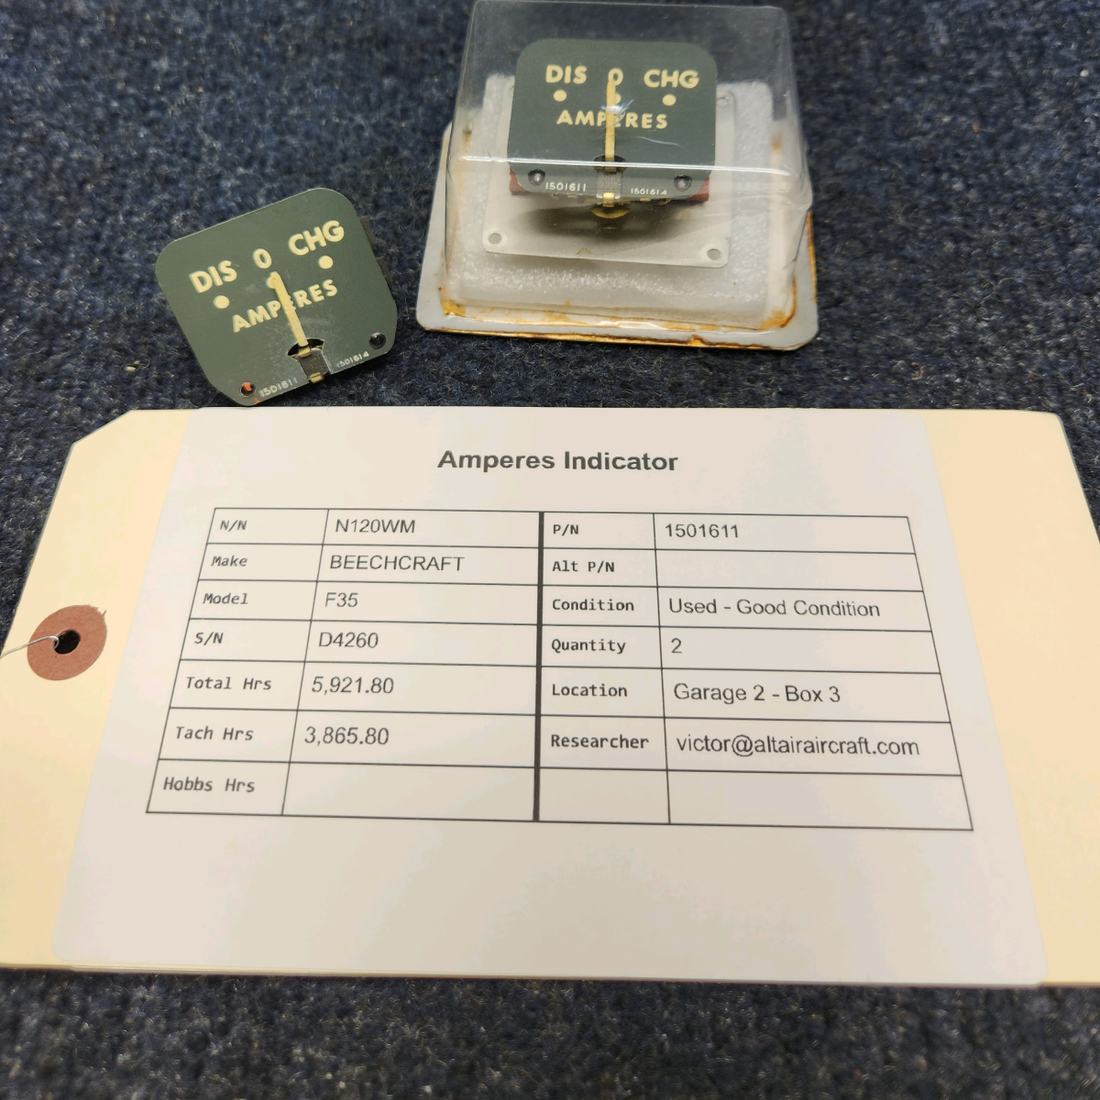 DIS 0 CHG
AMPERES
1501611 1501614
DIS 0 CHG
AMPERES
1501611 1501614
Amperes Indicator
N/N N120WM P/N 1501611
Make BEECHCRAFT Alt P/N
Model F35 Condition Used - Good Condition
S/N D4260 Quantity 2
Total Hrs 5,921.80 Location Garage 2 - Box 3
Tach Hrs 3,865.80 Researcher victor@altairaircraft.com
Hobbs Hrs